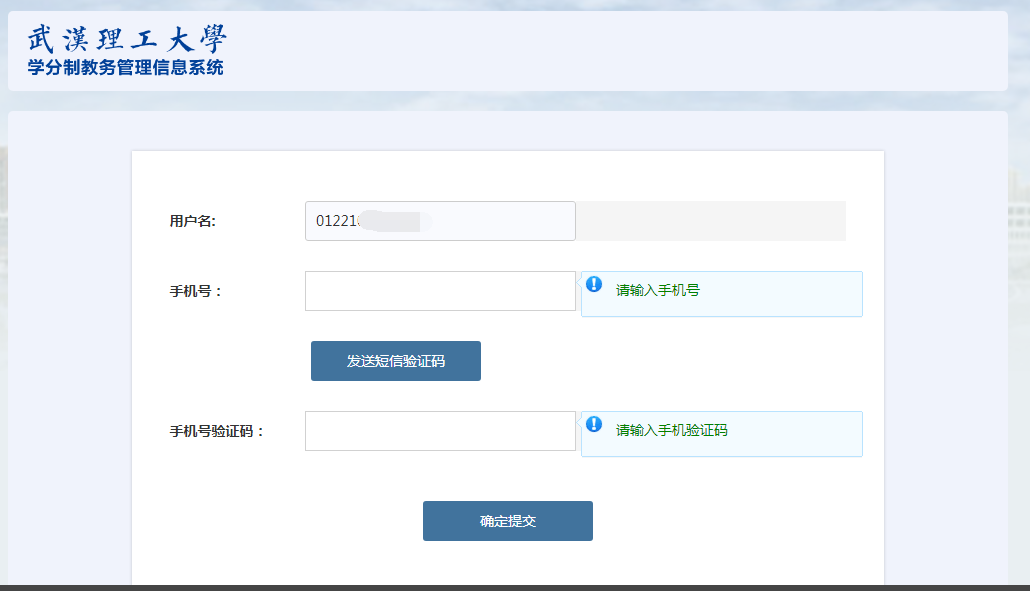 武漢理工大學
学分制教务管理信息系统
用户名:
01221
手机号：
请输入手机号
发送短信验证码
手机号验证码：
请输入手机验证码
确定提交